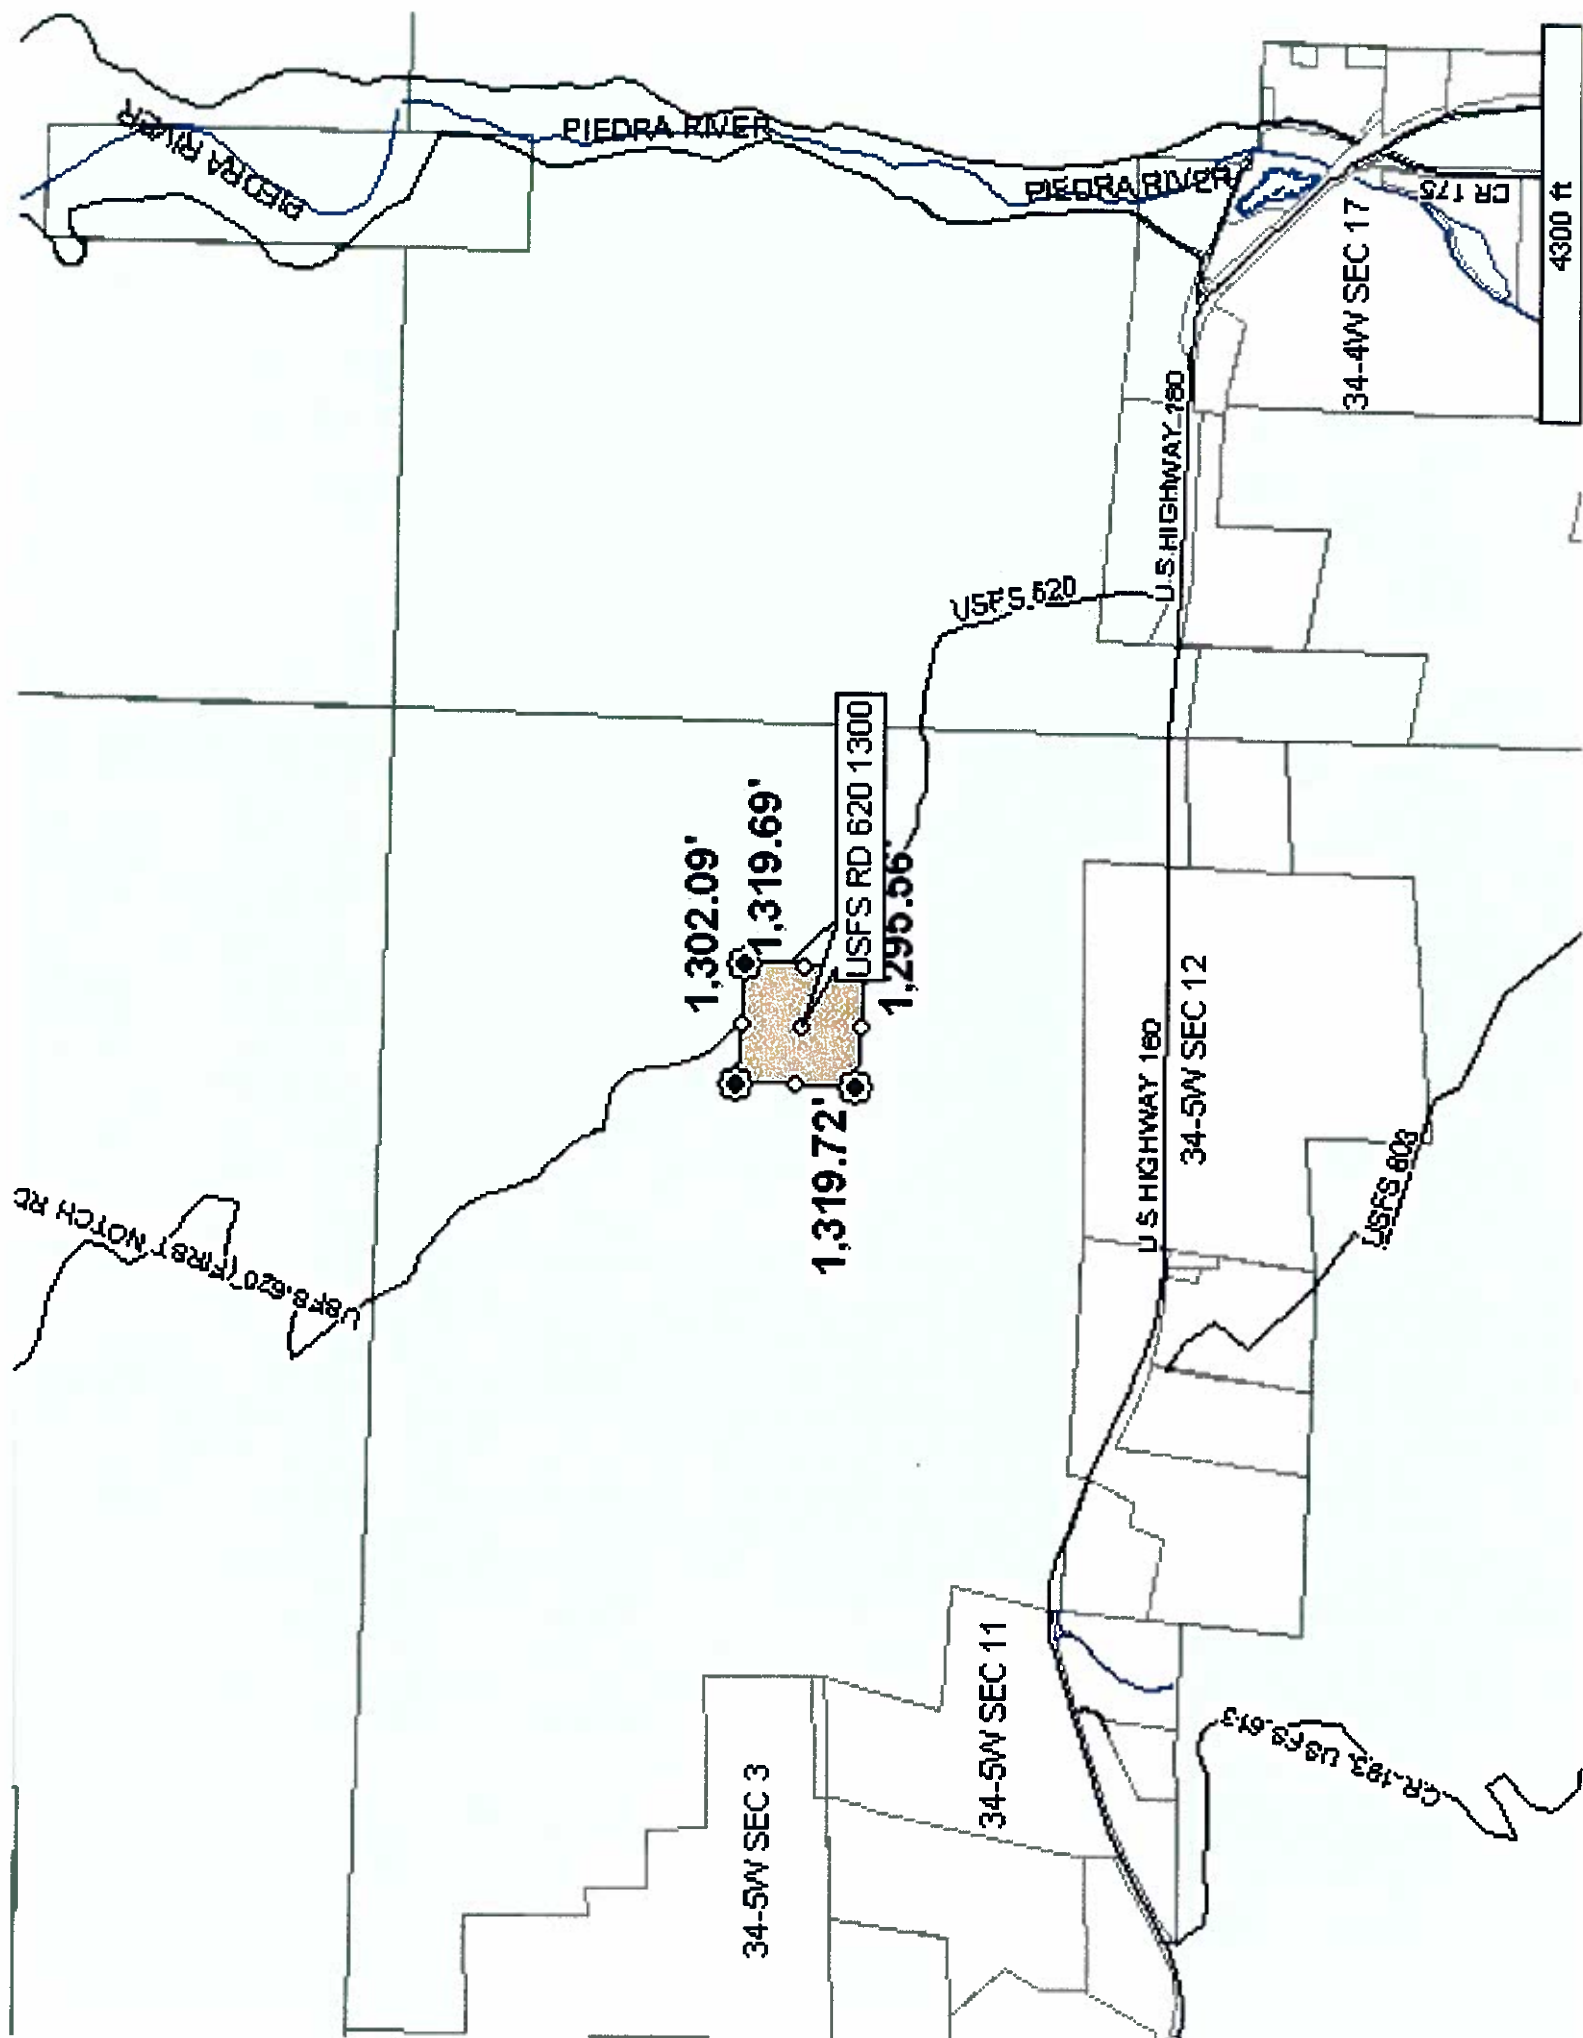 PIEDRA RIVER
PIEDRA RIVER
PIEDRA RIVER
CR 175
34-4W SEC 17
4300 ft
U S HIGHWAY 160
USFS 620
1,302.09'
1,319.69'
USFS RD 620 1300
1,295.56'
1,319.72'
USFS 620 (FIRST NOTCH RD
U S HIGHWAY 160
34-5W SEC 12
USFS 603
34-5W SEC 11
34-5W SEC 3
CR 193, USFS 613